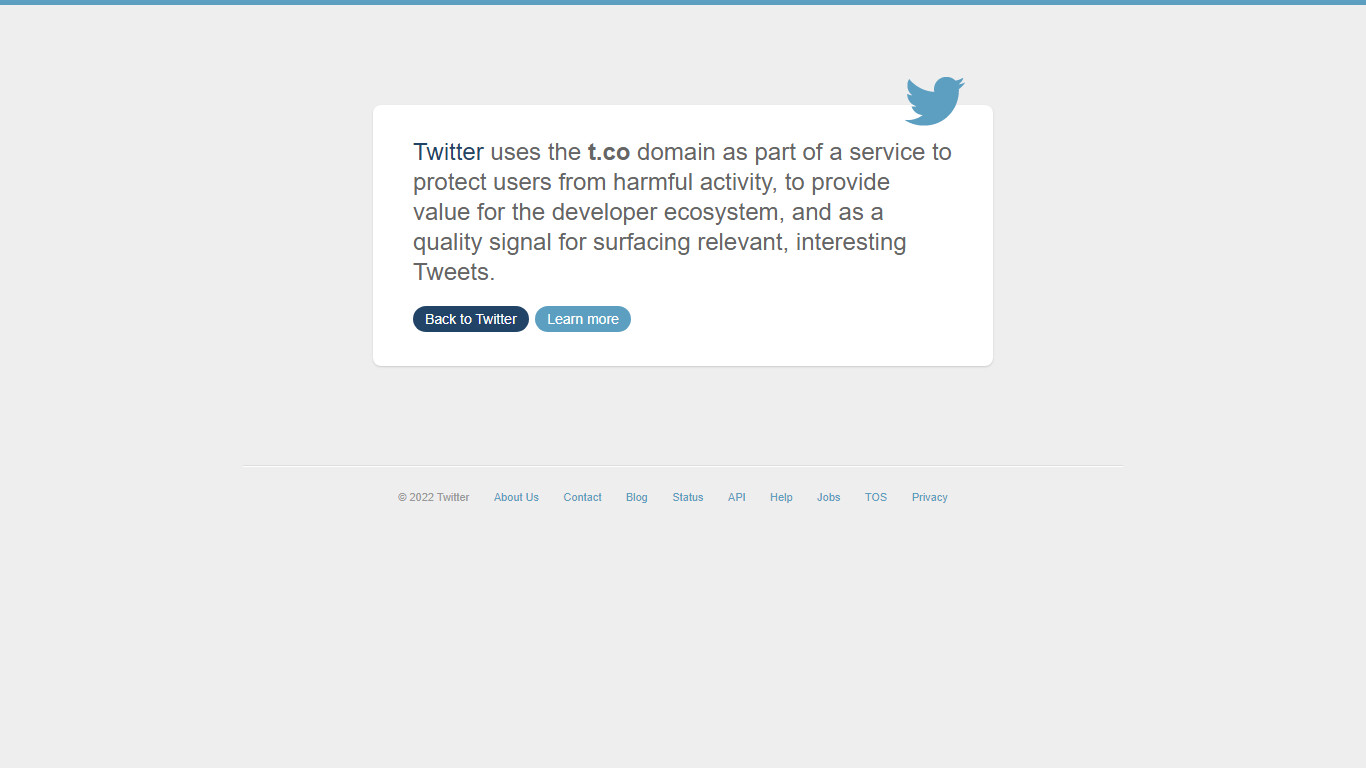 Twitter uses the t.co domain as part of a service to
protect users from harmful activity, to provide
value for the developer ecosystem, and as a
quality signal for surfacing relevant, interesting
Tweets.
Back to Twitter Learn more
© 2022 Twitter About Us Contact Blog Status API Help Jobs TOS Privacy